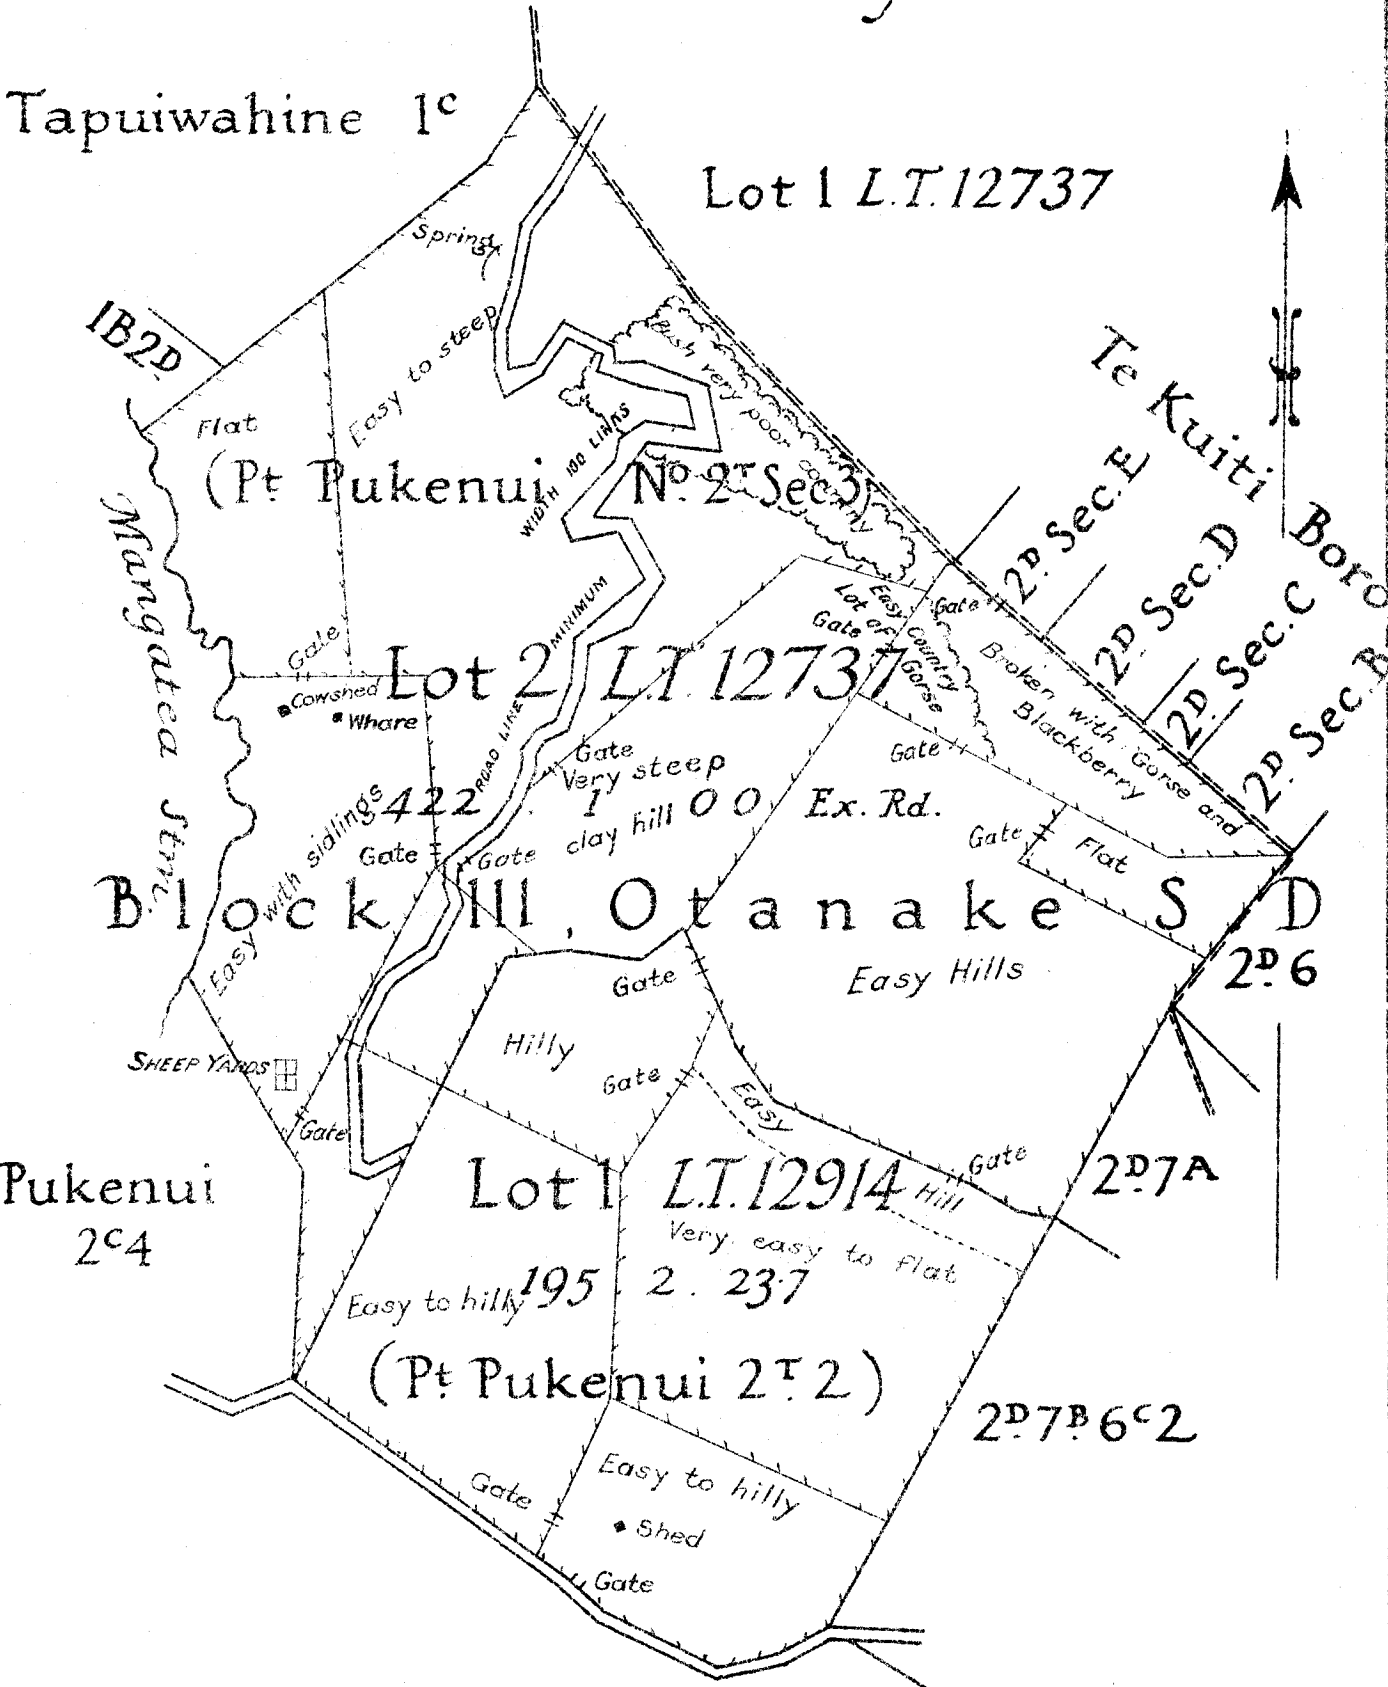 Tapuiwahine 1c
Lot 1 L.T. 12737
Spring
1B2D.
Easy to steep
Bush very poor country
Te Kuiti Boro
Flat
WIDTH 100 LINKS
(Pt. Pukenui No. 2T Sec 3)
2D. Sec. E
2D. Sec. D
2D. Sec. C
2D. Sec. B
Mangatea Stm.
MINIMUM
Easy country
Lot of Gorse
Gate
Gate
Gate
Lot 2 L.T. 12737
Cowshed
Whare
Broken with Gorse and
Blackberry
ROAD LINE
Gate
Very steep
clay hill
Gate
422 . 1 . 00 Ex. Rd.
Easy with sidlings
Gate
Gate
Gate
Flat
Block III, Otanake S D
2D. 6
Gate
Easy Hills
Hilly
SHEEP YARDS
Gate
Easy
Hill
Gate
Gate
2D. 7A
Pukenui
2c4
Lot 1 L.T. 12914
Very easy to flat
195 . 2 . 23·7
Easy to hilly
(Pt. Pukenui 2T. 2)
2D. 7B. 6c2
Easy to hilly
Gate
Shed
Gate